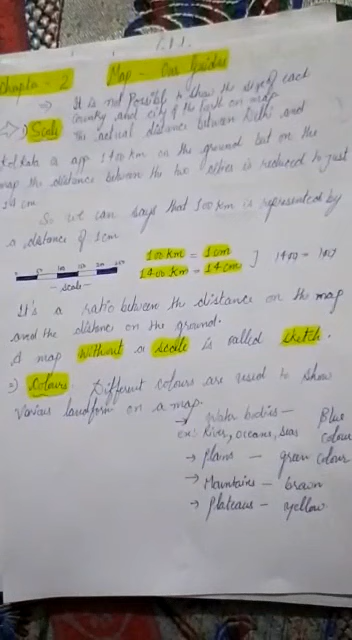 Chapter - 2 Map - Our Guides
⇒ It is not Possible to show the size of each
country and city of the Earth on map.
1) Scale The actual distance between Delhi and
Kolkata is app 1400 km on the ground but on the
map the distance between the two cities is reduced to just
14 cm.
So we can says that 100 km is represented by
a distance of 1cm
100 km = 1cm
1400 km = 14 cm
- Scale -
It's a ratio between the distance on the map
and the distance on the ground.
A map without a scale is called sketch.
2) Colours. Different colours are used to show
various landform on a map.
→ Water bodies - Blue
ex: River, oceans, seas colour
→ Plains - green colour
→ Mountains - brown
→ Plateaus - yellow